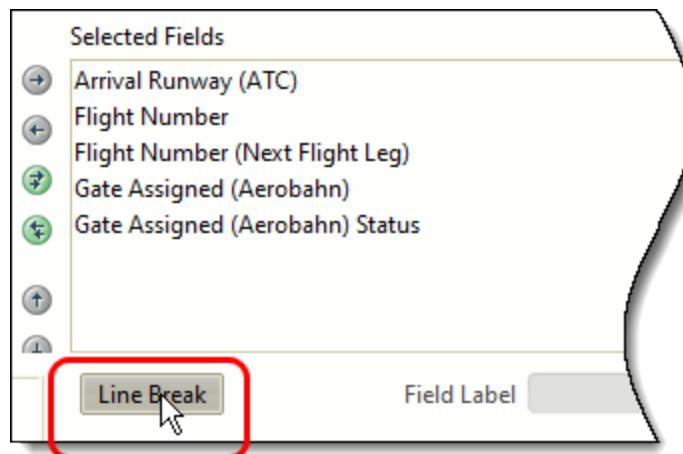 Selected Fields
Arrival Runway (ATC)
Flight Number
Flight Number (Next Flight Leg)
Gate Assigned (Aerobahn)
Gate Assigned (Aerobahn) Status
Line Break
Field Label